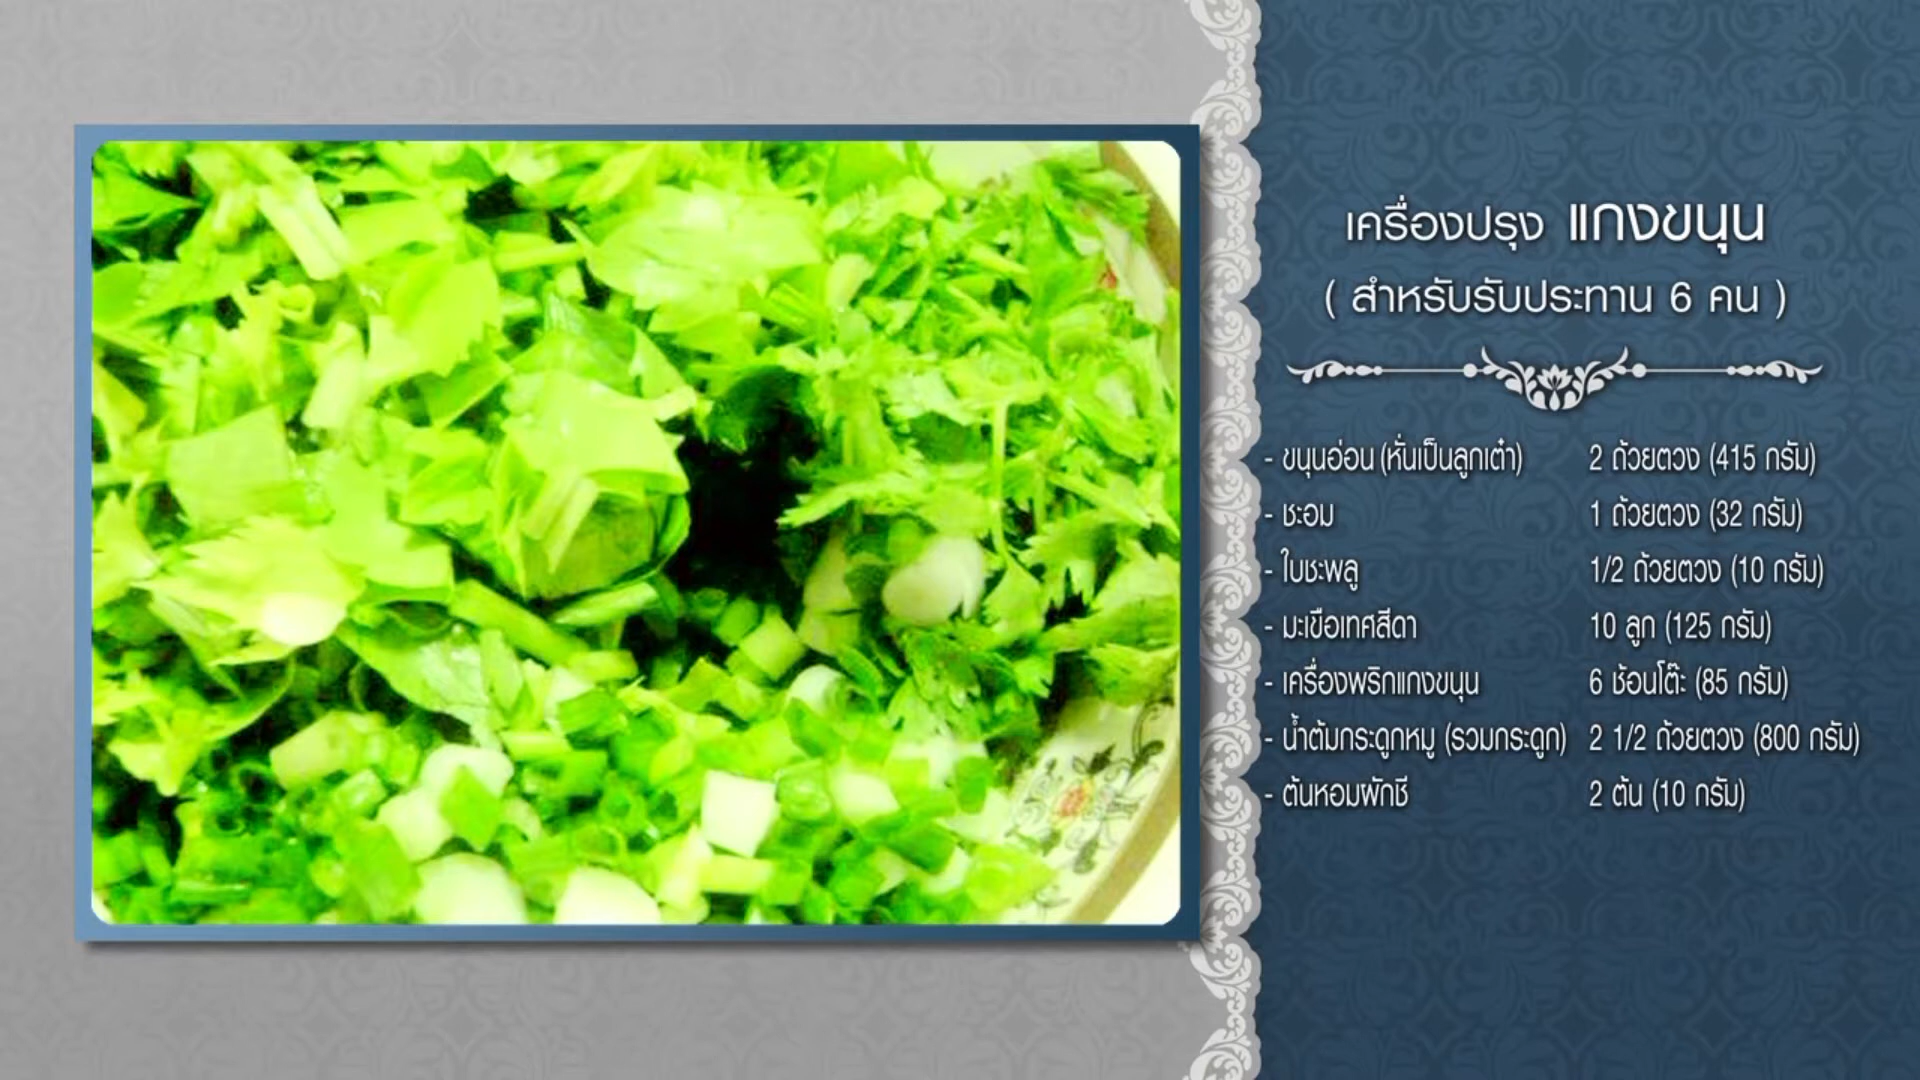 เครื่องปรุง แกงขนุน
( สำหรับรับประทาน 6 คน )
- ขนุนอ่อน (หั่นเป็นลูกเต๋า) 2 ถ้วยตวง (415 กรัม)
- ชะอม 1 ถ้วยตวง (32 กรัม)
- ใบชะพลู 1/2 ถ้วยตวง (10 กรัม)
- มะเขือเทศสีดา 10 ลูก (125 กรัม)
- เครื่องพริกแกงขนุน 6 ช้อนโต๊ะ (85 กรัม)
- น้ำต้มกระดูกหมู (รวมกระดูก) 2 1/2 ถ้วยตวง (800 กรัม)
- ต้นหอมผักชี 2 ต้น (10 กรัม)